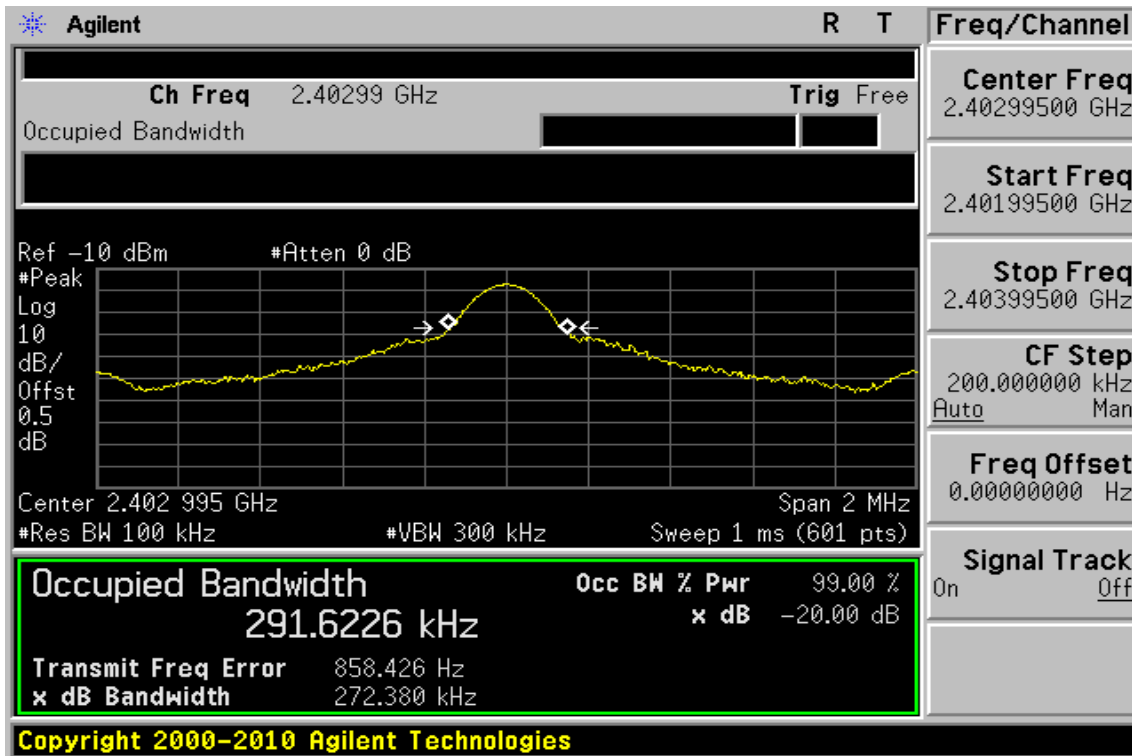 Agilent R T
Ch Freq 2.40299 GHz Trig Free
Occupied Bandwidth
Ref -10 dBm #Atten 0 dB
#Peak
Log
10
dB/
Offst
0.5
dB
Center 2.402 995 GHz Span 2 MHz
#Res BW 100 kHz #VBW 300 kHz Sweep 1 ms (601 pts)
Occupied Bandwidth Occ BW % Pwr 99.00 %
291.6226 kHz x dB -20.00 dB
Transmit Freq Error 858.426 Hz
x dB Bandwidth 272.380 kHz
Copyright 2000-2010 Agilent Technologies
Freq/Channel
Center Freq
2.40299500 GHz
Start Freq
2.40199500 GHz
Stop Freq
2.40399500 GHz
CF Step
200.000000 kHz
Auto Man
Freq Offset
0.00000000 Hz
Signal Track
On Off